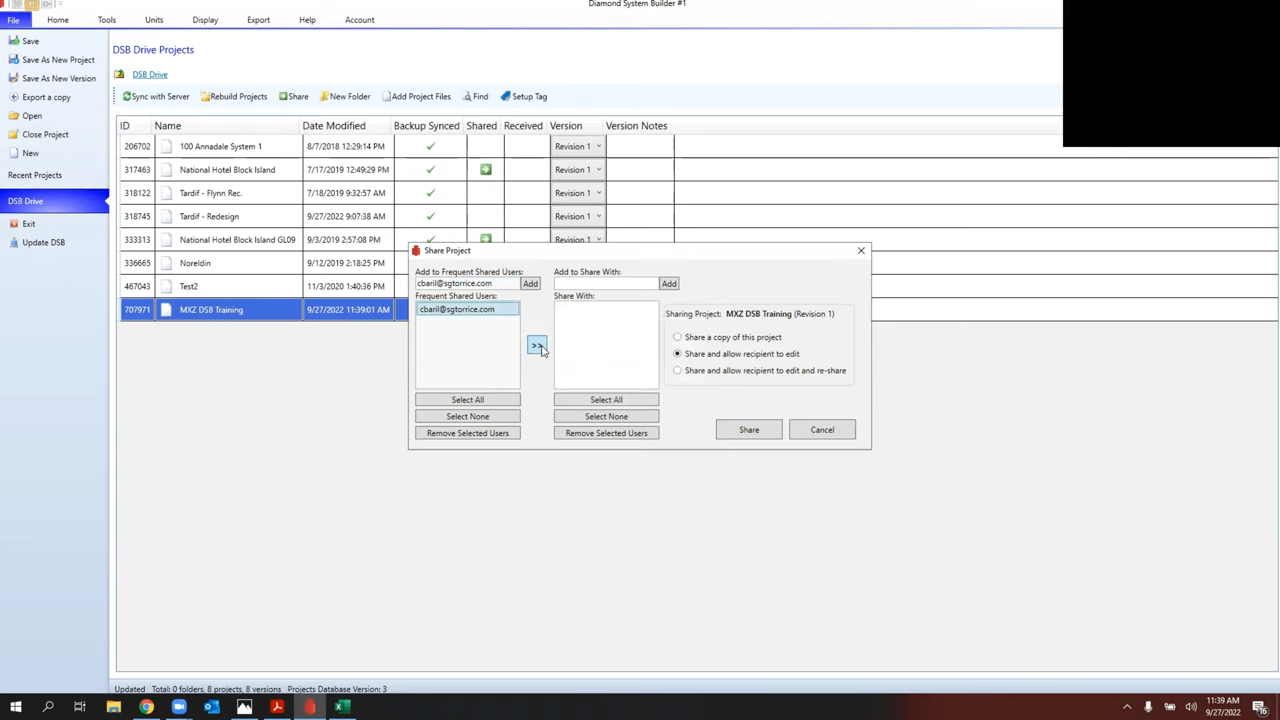 Diamond System Builder #1
File Home Tools Units Display Export Help Account
Save
Save As New Project
Save As New Version
Export a copy
Open
Close Project
New
Recent Projects
DSB Drive
Exit
Update DSB
DSB Drive Projects
DSB Drive
Sync with Server Rebuild Projects Share New Folder Add Project Files Find Setup Tag
ID Name Date Modified Backup Synced Shared Received Version Version Notes
206702 100 Annadale System 1 8/7/2018 12:29:14 PM Revision 1
317463 National Hotel Block Island 7/17/2019 12:49:29 PM Revision 1
318122 Tardif - Flynn Rec. 7/18/2019 9:32:57 AM Revision 1
318745 Tardif - Redesign 9/27/2022 9:07:38 AM Revision 1
333313 National Hotel Block Island GL09 9/3/2019 2:57:08 PM Revision 1
336665 Noreldin 9/12/2019 2:18:25 PM
467043 Test2 11/3/2020 1:40:36 PM
707971 MXZ DSB Training 9/27/2022 11:39:01 AM
Share Project
Add to Frequent Shared Users: Add to Share With:
cbaril@sgtorrice.com Add Add
Frequent Shared Users: Share With:
cbaril@sgtorrice.com
>>
Sharing Project: MXZ DSB Training (Revision 1)
Share a copy of this project
Share and allow recipient to edit
Share and allow recipient to edit and re-share
Select All Select All
Select None Select None
Remove Selected Users Remove Selected Users
Share Cancel
Updated Total: 0 folders, 8 projects, 8 versions Projects Database Version: 3
11:39 AM
9/27/2022
16